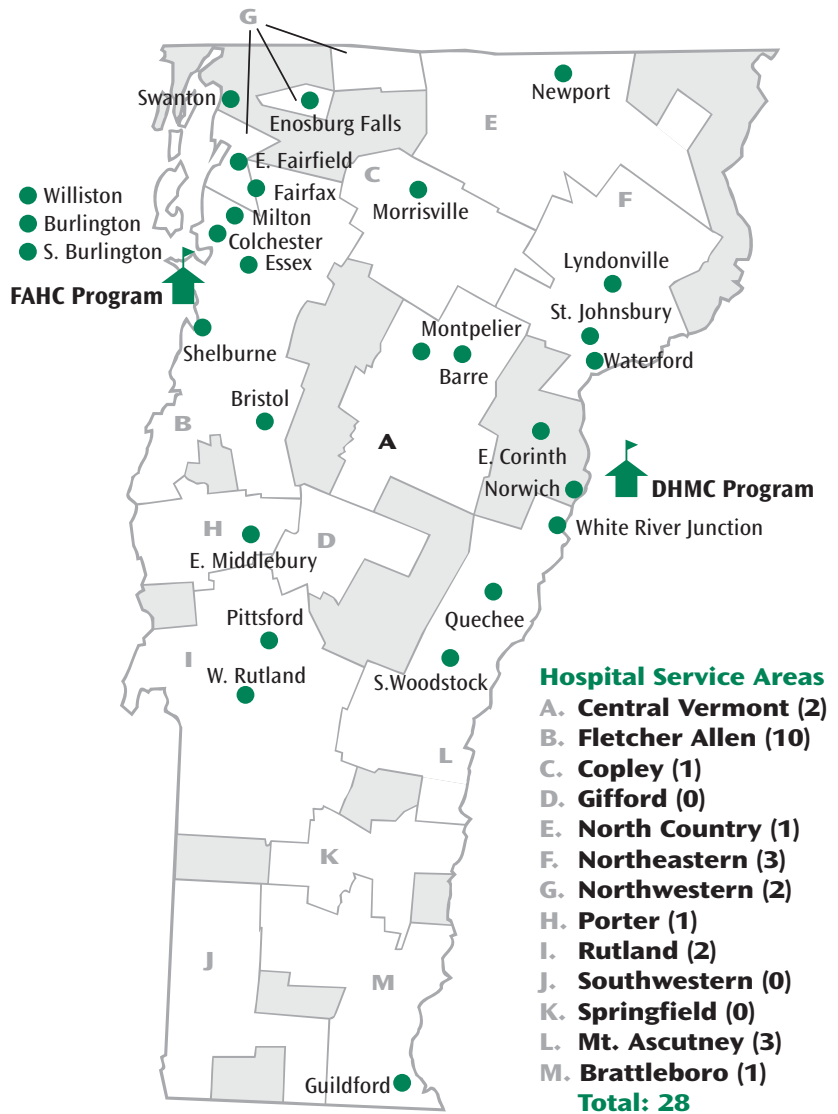 G
Swanton
Newport
Enosburg Falls
E
E. Fairfield
C
Williston
Fairfax
F
Morrisville
Burlington
Milton
Colchester
S. Burlington
Essex
Lyndonville
FAHC Program
St. Johnsbury
Montpelier
Shelburne
Waterford
Barre
Bristol
B
A
E. Corinth
Norwich
DHMC Program
H
White River Junction
D
E. Middlebury
Quechee
Pittsford
I
W. Rutland
S.Woodstock
L
K
J
M
Guildford
Hospital Service Areas
A. Central Vermont (2)
B. Fletcher Allen (10)
C. Copley (1)
D. Gifford (0)
E. North Country (1)
F. Northeastern (3)
G. Northwestern (2)
H. Porter (1)
I. Rutland (2)
J. Southwestern (0)
K. Springfield (0)
L. Mt. Ascutney (3)
M. Brattleboro (1)
Total: 28